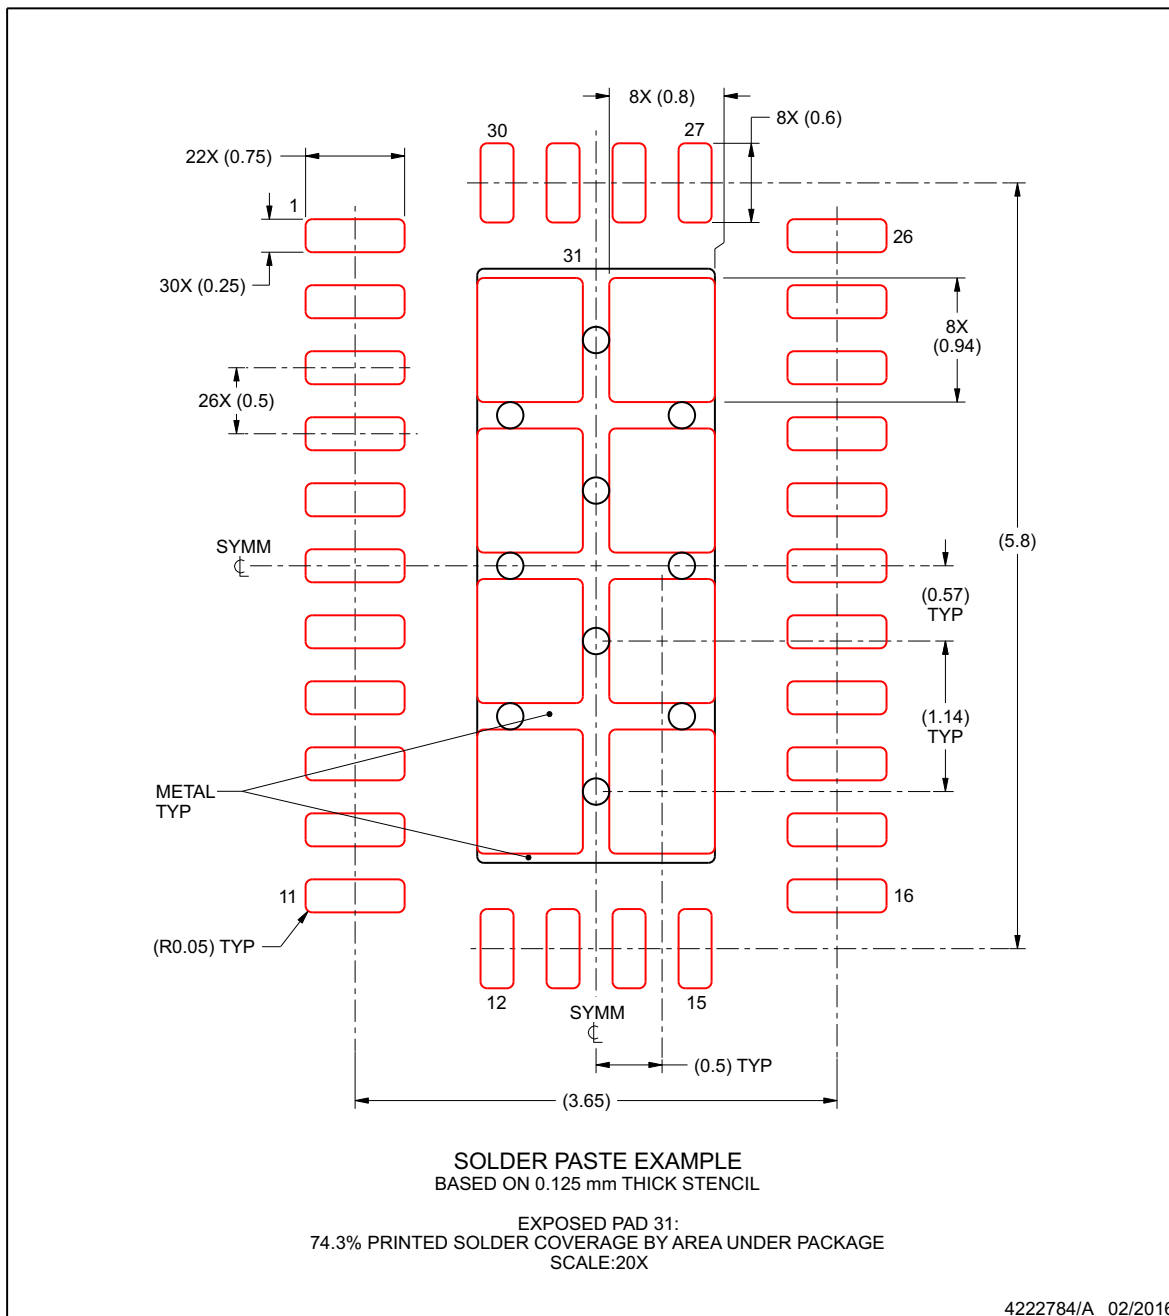 8X (0.8)
8X (0.6)
30
27
22X (0.75)
1
26
30X (0.25)
31
8X
(0.94)
26X (0.5)
SYMM
℄
(5.8)
(0.57)
TYP
(1.14)
TYP
METAL
TYP
11
16
(R0.05) TYP
12
15
SYMM
℄
(0.5) TYP
(3.65)
SOLDER PASTE EXAMPLE
BASED ON 0.125 mm THICK STENCIL
EXPOSED PAD 31:
74.3% PRINTED SOLDER COVERAGE BY AREA UNDER PACKAGE
SCALE:20X
4222784/A 02/2016